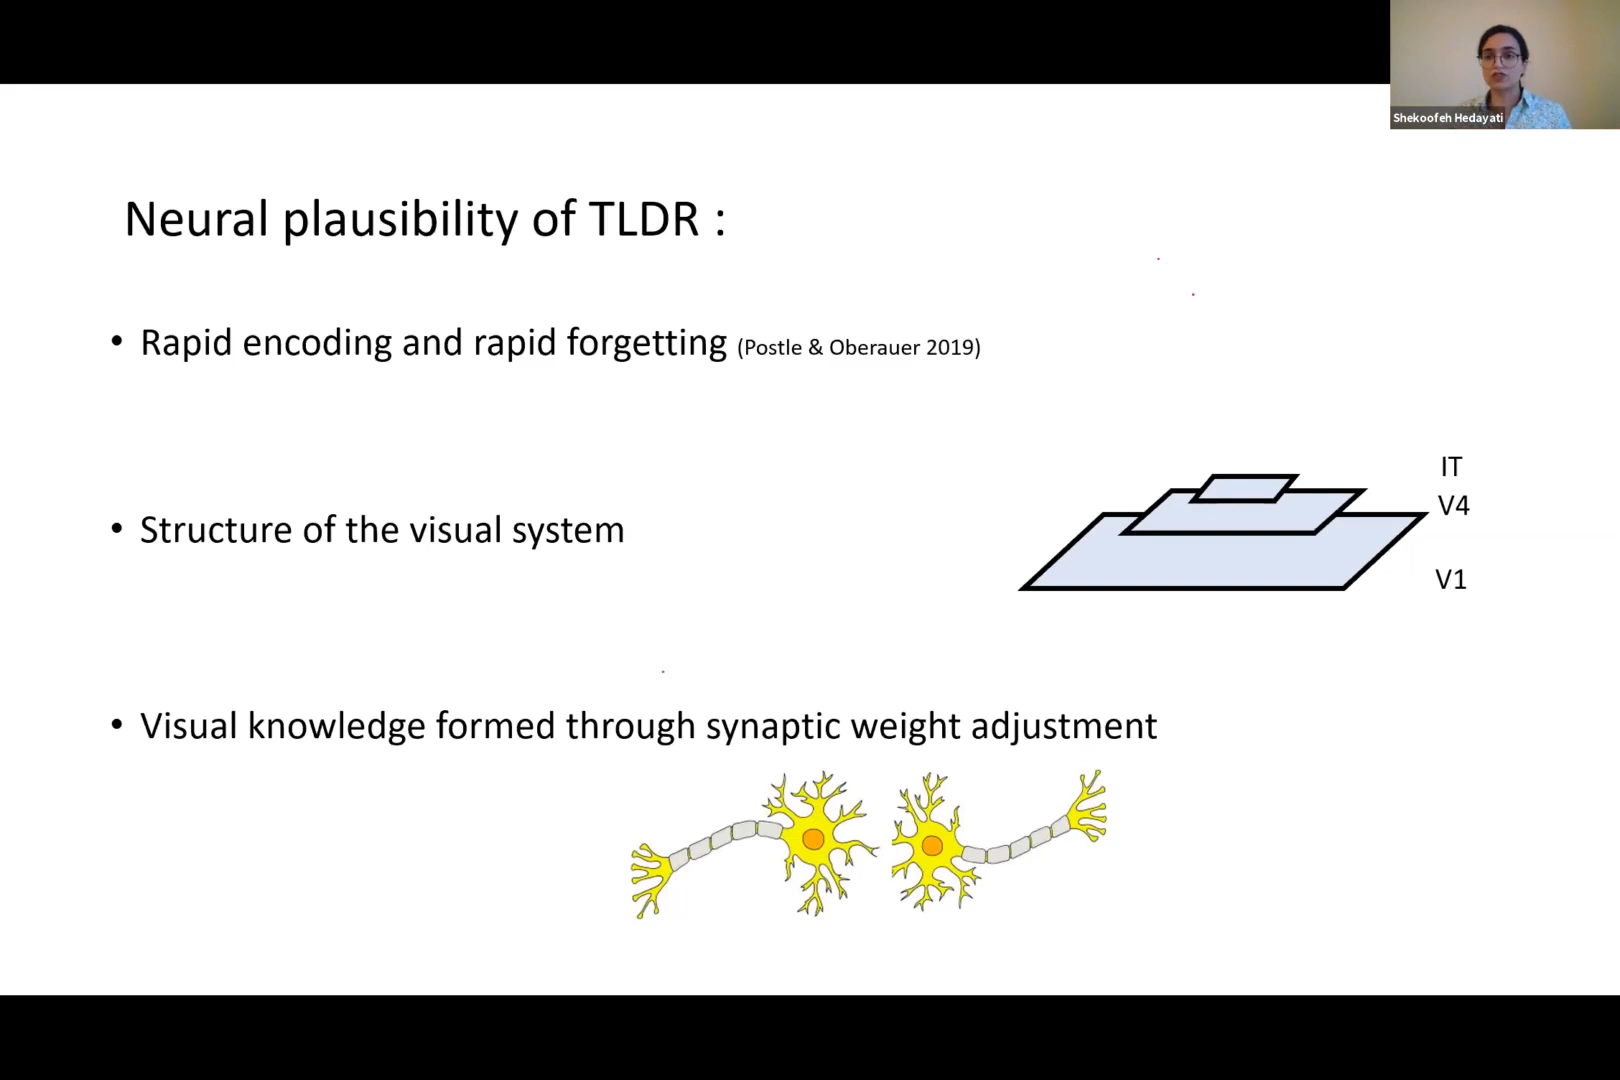 Shekoofeh Hedayati
Neural plausibility of TLDR :
• Rapid encoding and rapid forgetting (Postle & Oberauer 2019)
IT
V4
• Structure of the visual system
V1
• Visual knowledge formed through synaptic weight adjustment